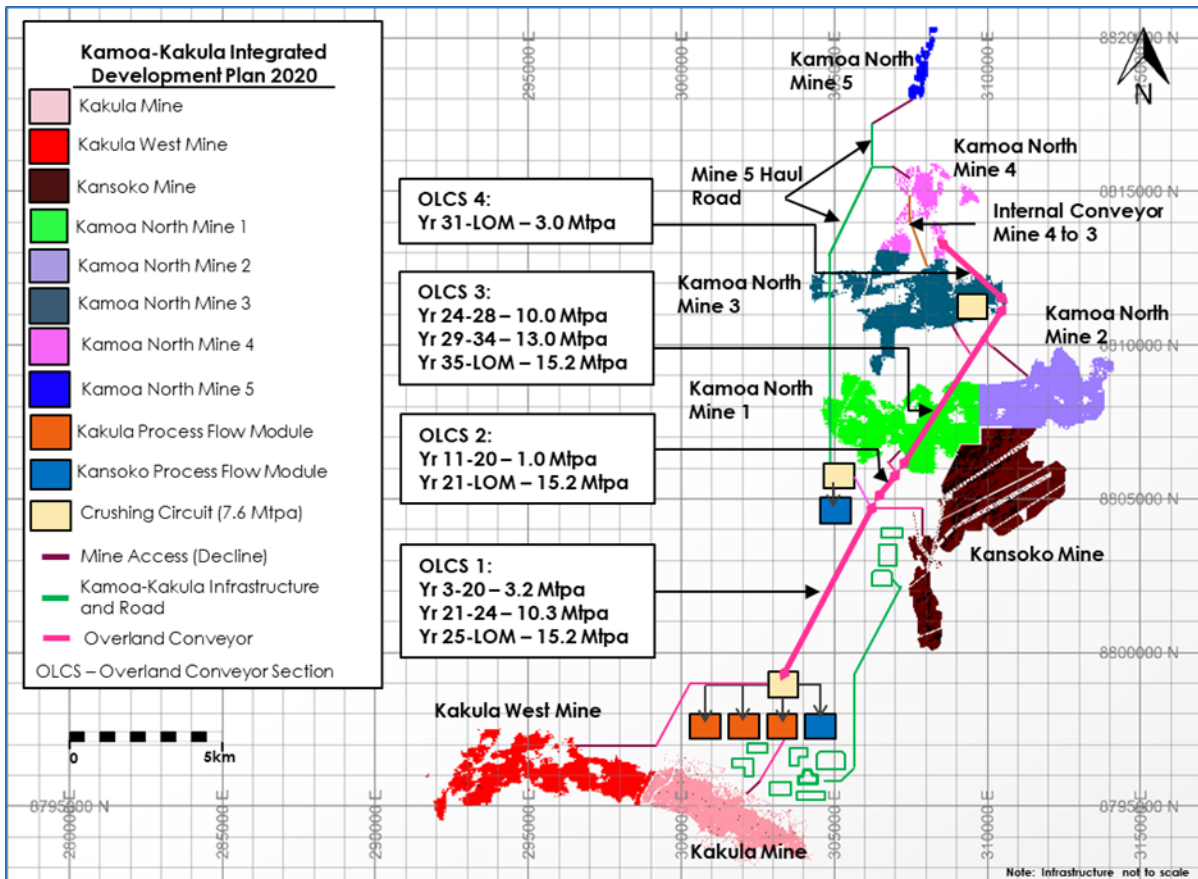 Kamoa-Kakula Integrated
Development Plan 2020
Kakula Mine
Kakula West Mine
Kansoko Mine
Kamoa North Mine 1
Kamoa North Mine 2
Kamoa North Mine 3
Kamoa North Mine 4
Kamoa North Mine 5
Kakula Process Flow Module
Kansoko Process Flow Module
Crushing Circuit (7.6 Mtpa)
Mine Access (Decline)
Kamoa-Kakula Infrastructure
and Road
Overland Conveyor
OLCS – Overland Conveyor Section
0
5km
295000 E
300000 E
305000 E
310000 E
315000 E
8820000 N
N
Kamoa North
Mine 5
Kamoa North
Mine 4
Mine 5 Haul
Road
8815000 N
Internal Conveyor
Mine 4 to 3
OLCS 4:
Yr 31-LOM – 3.0 Mtpa
Kamoa North
Mine 3
OLCS 3:
Yr 24-28 – 10.0 Mtpa
Yr 29-34 – 13.0 Mtpa
Yr 35-LOM – 15.2 Mtpa
Kamoa North
Mine 2
8810000 N
Kamoa North
Mine 1
OLCS 2:
Yr 11-20 – 1.0 Mtpa
Yr 21-LOM – 15.2 Mtpa
8805000 N
Kansoko Mine
OLCS 1:
Yr 3-20 – 3.2 Mtpa
Yr 21-24 – 10.3 Mtpa
Yr 25-LOM – 15.2 Mtpa
8800000 N
Kakula West Mine
8795000 N
8795000 N
Kakula Mine
280000 E
285000 E
290000 E
295000 E
300000 E
305000 E
310000 E
315000 E
Note: Infrastructure not to scale